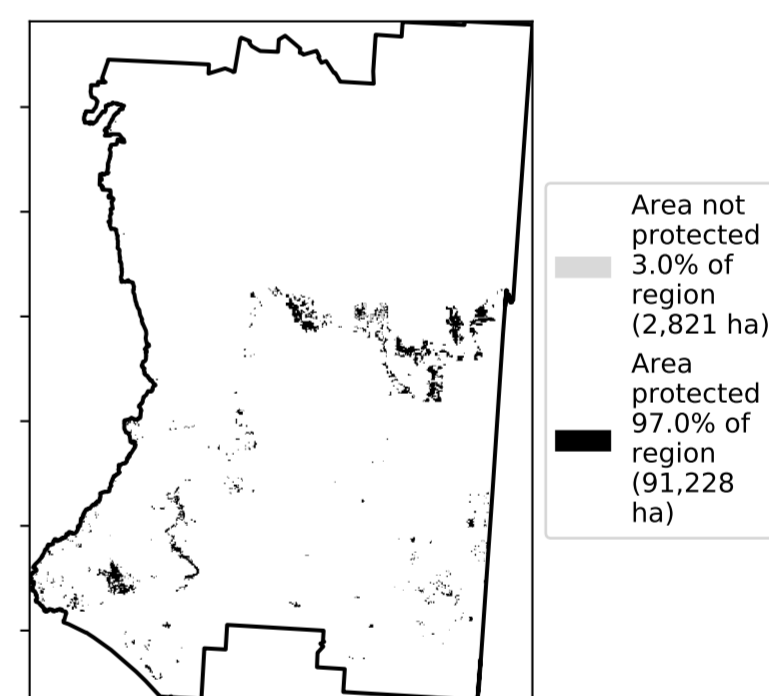 Area not
protected
3.0% of
region
(2,821 ha)
Area
protected
97.0% of
region
(91,228
ha)